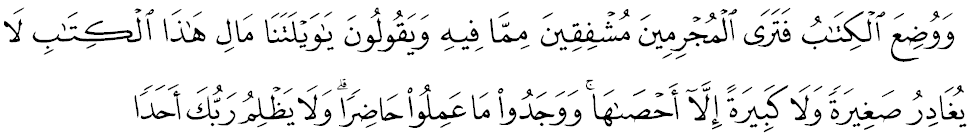 وَوُضِعَ ٱلْكِتَـٰبُ فَتَرَى ٱلْمُجْرِمِينَ مُشْفِقِينَ مِمَّا فِيهِ وَيَقُولُونَ يَـٰوَيْلَتَنَا مَالِ هَـٰذَا ٱلْكِتَـٰبِ لَا
يُغَادِرُ صَغِيرَةً وَلَا كَبِيرَةً إِلَّآ أَحْصَىٰهَا ۚ وَوَجَدُوا۟ مَا عَمِلُوا۟ حَاضِرًا ۗ وَلَا يَظْلِمُ رَبُّكَ أَحَدًا